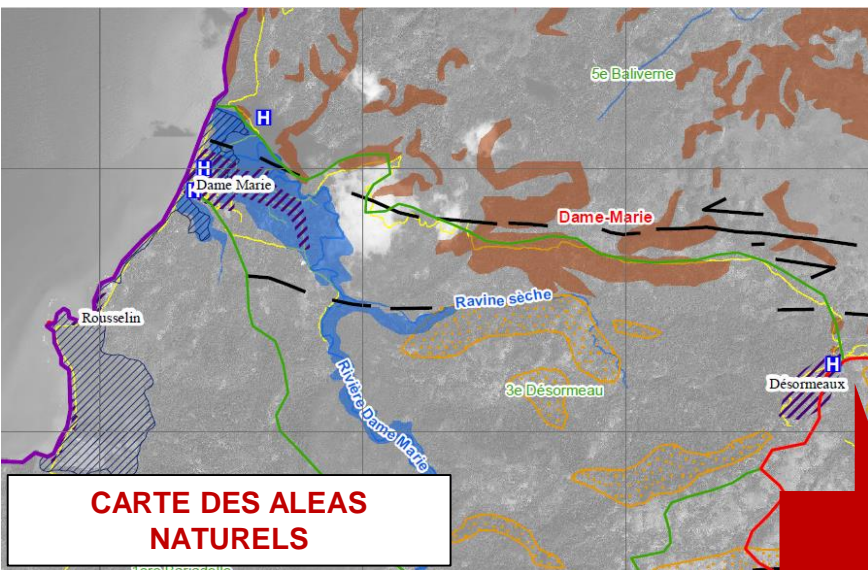 5e Baliverne
H
H
Dame Marie
H
Dame-Marie
Ravine sèche
Rousselin
H
Désormeaux
3e Désormeau
Rivière Dame Marie
CARTE DES ALEAS
NATURELS